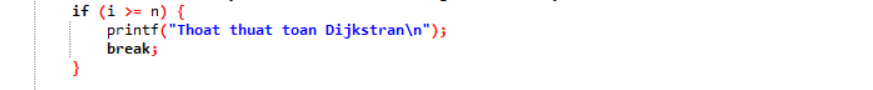 if (i >= n) {
printf("Thoat thuat toan Dijkstran\n");
break;
}